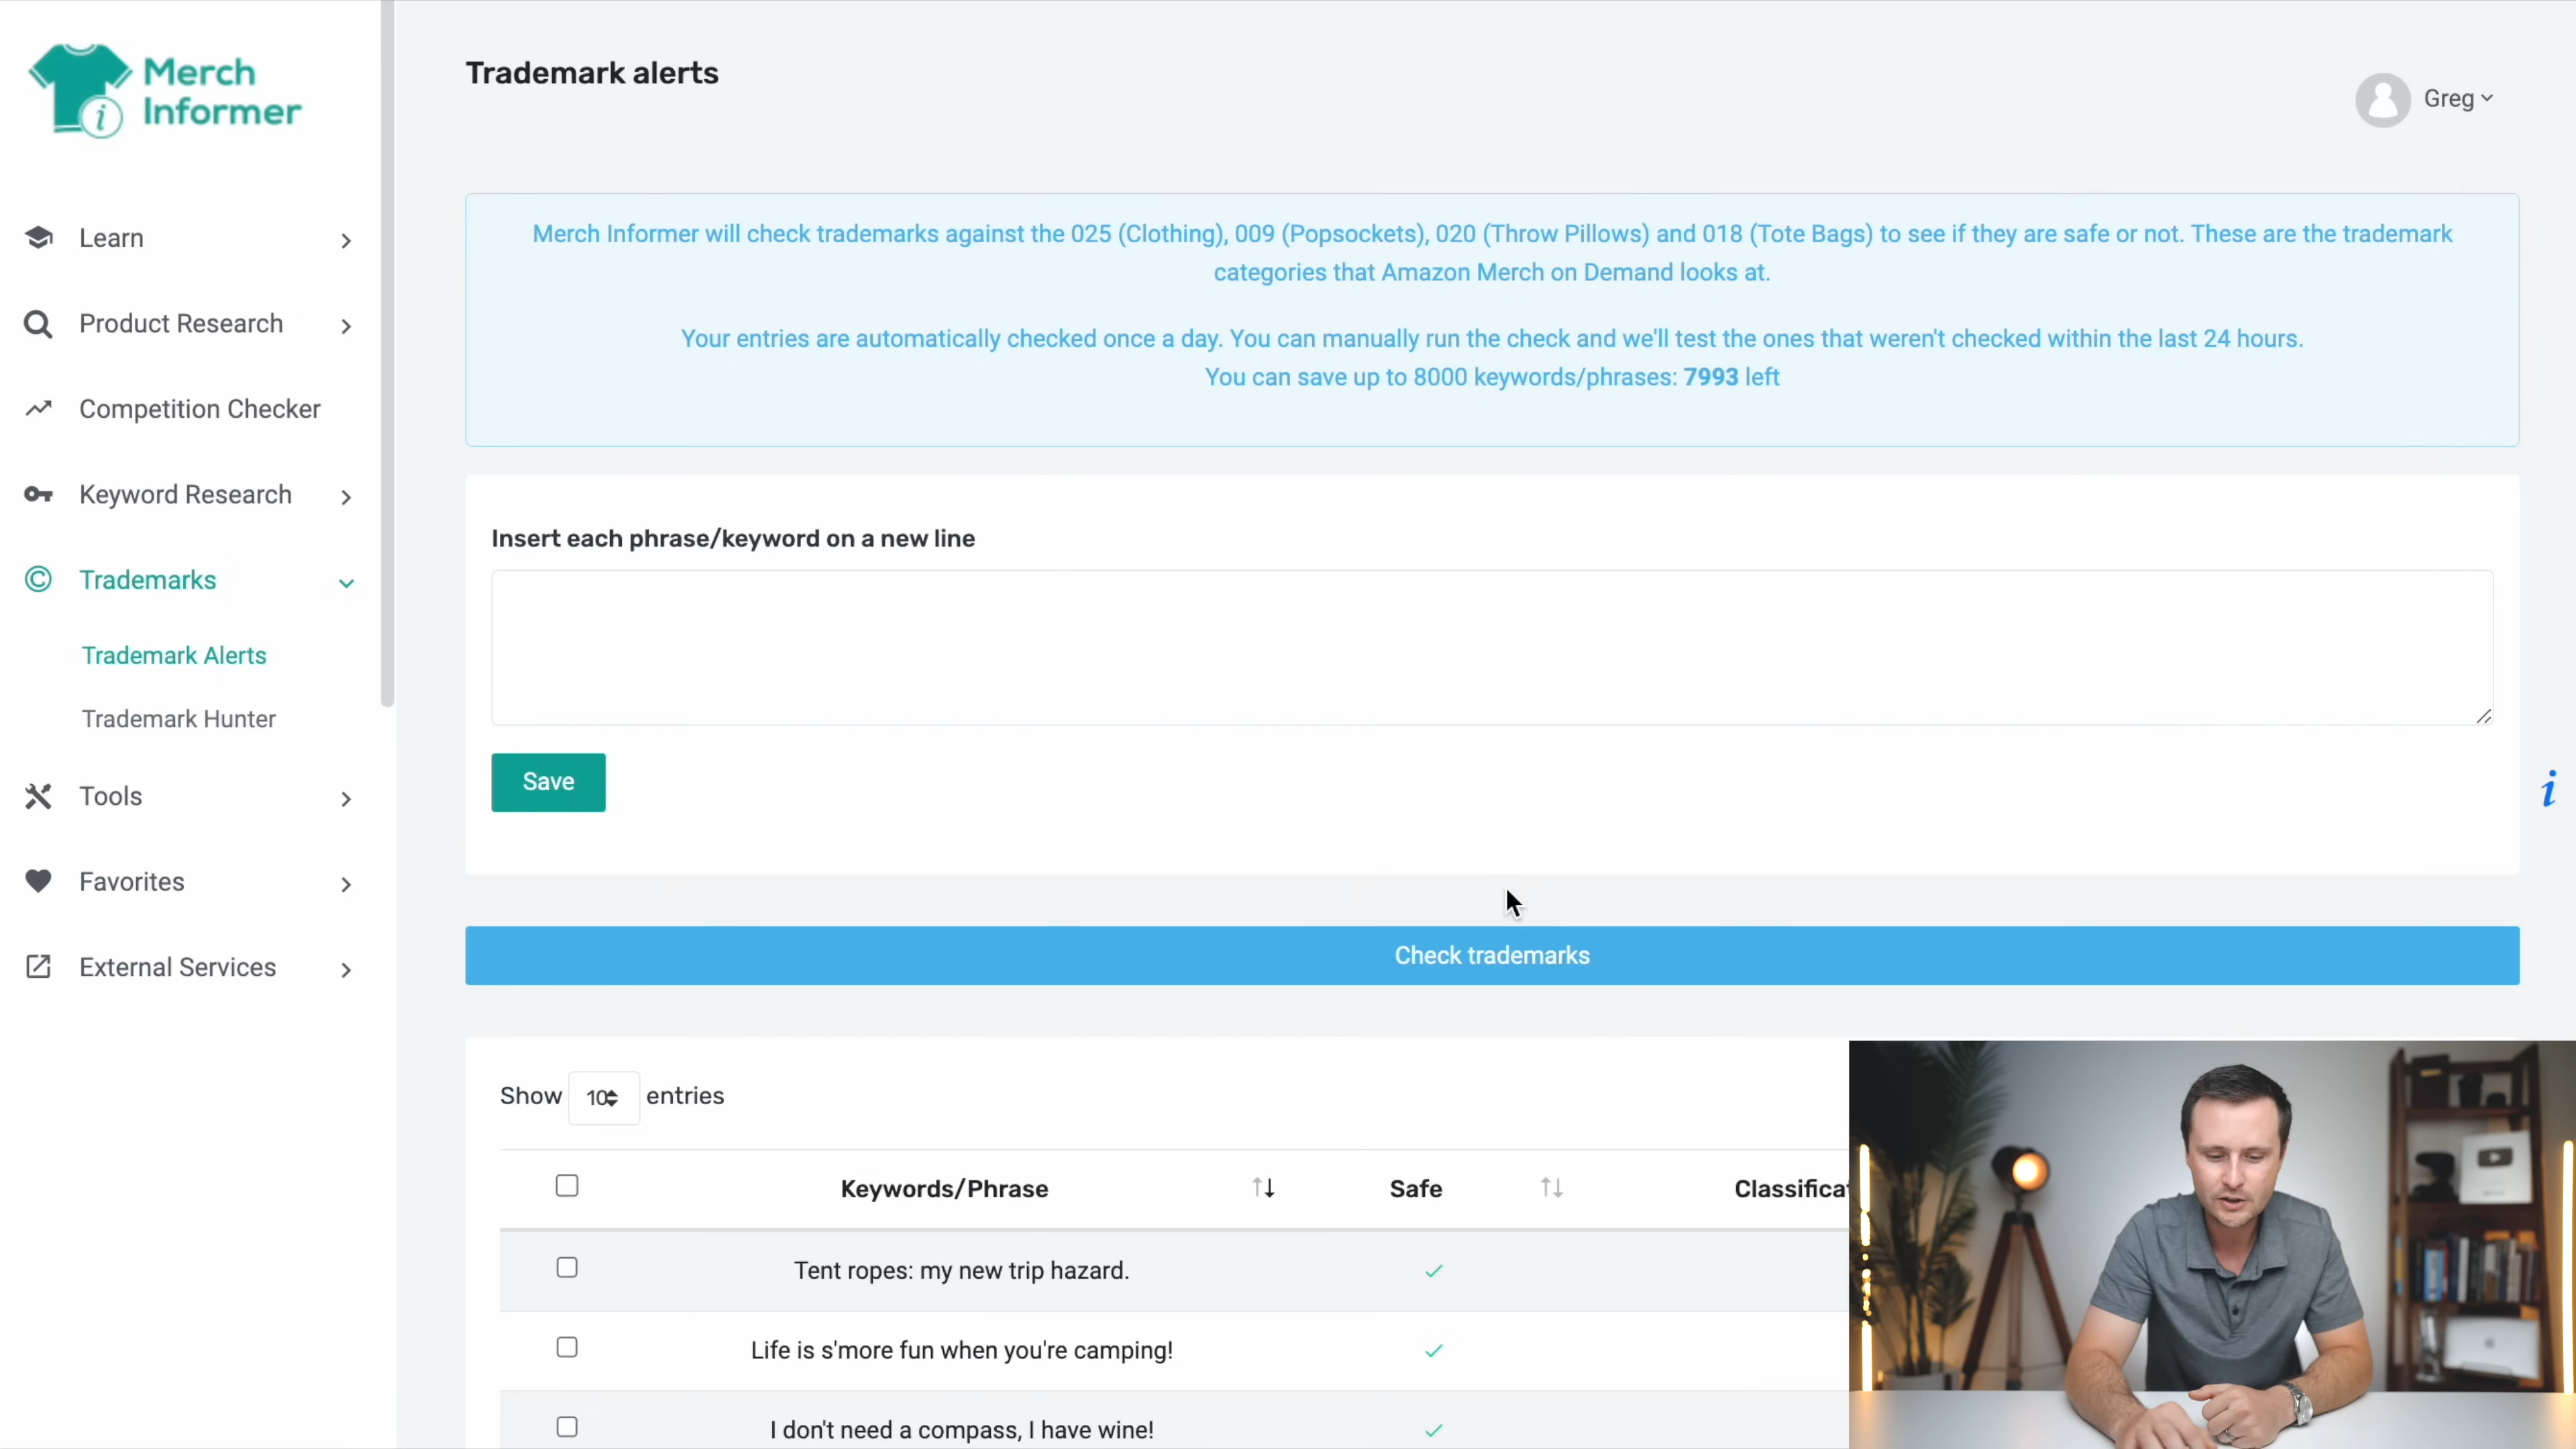 Merch
Informer
Learn
Product Research
Competition Checker
Keyword Research
Trademarks
Trademark Alerts
Trademark Hunter
Tools
Favorites
External Services
Trademark alerts
Greg
Merch Informer will check trademarks against the 025 (Clothing), 009 (Popsockets), 020 (Throw Pillows) and 018 (Tote Bags) to see if they are safe or not. These are the trademark
categories that Amazon Merch on Demand looks at.
Your entries are automatically checked once a day. You can manually run the check and we'll test the ones that weren't checked within the last 24 hours.
You can save up to 8000 keywords/phrases: 7993 left
Insert each phrase/keyword on a new line
Save
i
Check trademarks
Show 10 entries
Keywords/Phrase Safe Classificat
Tent ropes: my new trip hazard.
Life is s'more fun when you're camping!
I don't need a compass, I have wine!